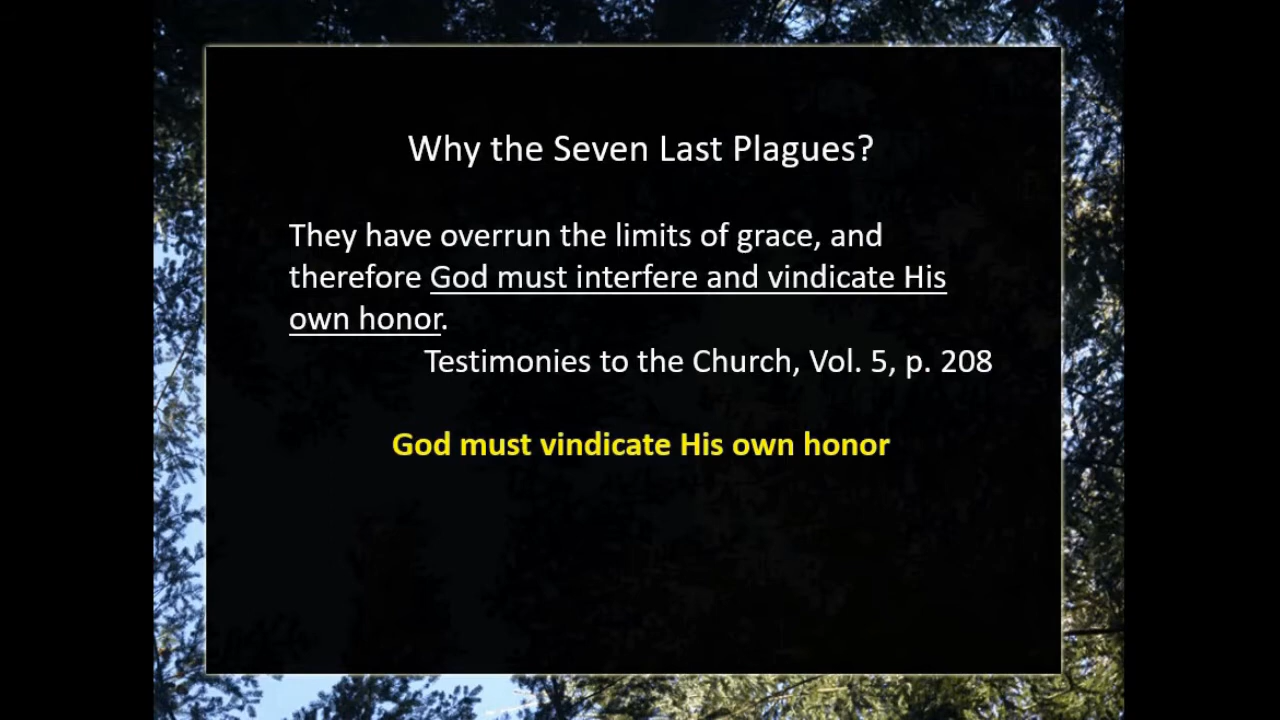 Why the Seven Last Plagues?
They have overrun the limits of grace, and
therefore God must interfere and vindicate His
own honor.
Testimonies to the Church, Vol. 5, p. 208
God must vindicate His own honor